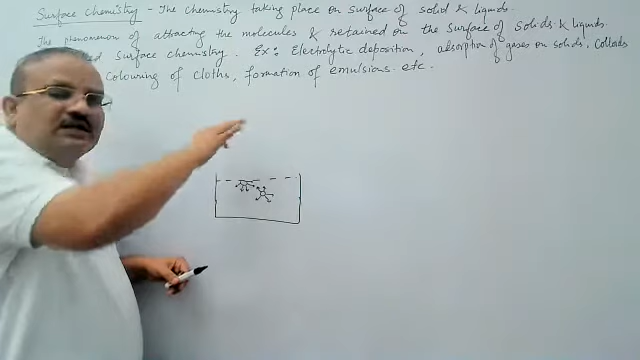 Surface Chemistry - The Chemistry taking place on surface of solid & liquids.
The phenomenon of attracting the molecules & retained on the surface of solids & liquids.
Surface chemistry. Ex: Electrolytic deposition, absorption of gases on solids, Colloids
Colouring of cloths, formation of emulsions. etc.